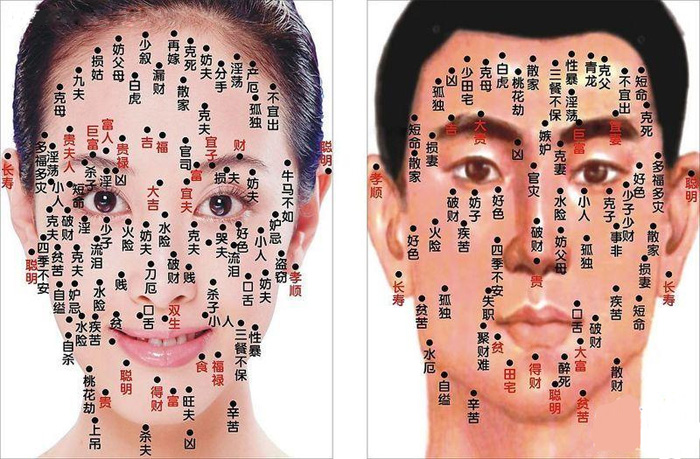 少叙
再嫁
克死
妨夫
妨父母
损姑
九夫
克母
白虎
漏财
散家
分手
淫荡
产厄
孤独
不宜出
克夫
多福多灾
淫荡
贵夫人
巨富
富人
贵禄
吉
福
官司
宜子
财
聪明
长寿
小人
短命
杀子
淫
凶
大吉
宜夫
富
损夫
妨夫
牛马不如
克夫
破财
淫
少子
火险
妨夫
水险
克夫
哭夫
好色
流泪
小人
妒忌
盗窃
孝顺
聪明
四季不安
贫苦
克夫
流泪
刀厄
破财
贱
贱
自缢
妒忌
水险
水险
疾苦
贫
口舌
双生
杀子
小人
口舌
妨夫
三餐不保
性暴
自杀
桃花劫
贵
聪明
得财
富
食
福禄
旺夫
辛苦
上吊
杀夫
凶
孤独
凶
少田宅
克母
白虎
桃花劫
散家
三餐不保
性暴
淫荡
青龙
克父
不宜出
短命
克死
短命
散家
吉
损妻
大贵
凶
嫉妒
克妻
巨富
宜妻
孝顺
聪明
多福多灾
好色
官灾
水险
小人
克子
少子少财
事非
散家
损妻
破财
疾苦
妨子
火险
好色
四季不安
破财
妨父母
孤独
贵
长寿
长寿
贫苦
孤独
失职
聚财难
贫
水厄
自缢
辛苦
田宅
得财
口舌
破财
大富
醉死
聪明
贫苦
疾苦
短命
散财